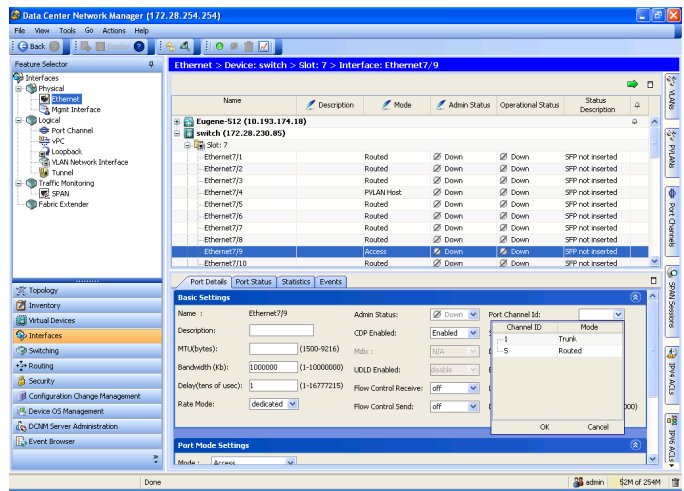 Data Center Network Manager (172.28.254.254)
File View Tools Go Actions Help
Back Deploy
Feature Selector
Ethernet > Device: switch > Slot: 7 > Interface: Ethernet7/9
Interfaces
Physical
Ethernet
Mgmt Interface
Logical
Port Channel
vPC
Loopback
VLAN Network Interface
Tunnel
Traffic Monitoring
SPAN
Fabric Extender
Topology
Inventory
Virtual Devices
Interfaces
Switching
Routing
Security
Configuration Change Management
Device OS Management
DCNM Server Administration
Event Browser
Name Description Mode Admin Status Operational Status Status Description
Eugene-512 (10.193.174.18)
switch (172.28.230.85)
Slot: 7
Ethernet7/1 Routed Down Down SFP not inserted
Ethernet7/2 Routed Down Down SFP not inserted
Ethernet7/3 Routed Down Down SFP not inserted
Ethernet7/4 PVLAN Host Down Down SFP not inserted
Ethernet7/5 Routed Down Down SFP not inserted
Ethernet7/6 Routed Down Down SFP not inserted
Ethernet7/7 Routed Down Down SFP not inserted
Ethernet7/8 Routed Down Down SFP not inserted
Ethernet7/9 Access Down Down SFP not inserted
Ethernet7/10 Routed Down Down SFP not inserted
Port Details Port Status Statistics Events
Basic Settings
Name : Ethernet7/9 Admin Status: Down Port Channel Id:
Description: CDP Enabled: Enabled
MTU(bytes): (1500-9216) Mdix : N/A
Bandwidth (Kb): 1000000 (1-10000000) UDLD Enabled: disable
Delay(tens of usec): 1 (1-16777215) Flow Control Receive: off
Rate Mode: dedicated Flow Control Send: off
Channel ID Mode
1 Trunk
5 Routed
OK Cancel
000)
Port Mode Settings
Mode : Access
VLANs
PVLANs
Port Channels
SPAN Sessions
IPV4 ACLs
IPV6 ACLs
Done admin 52M of 254M